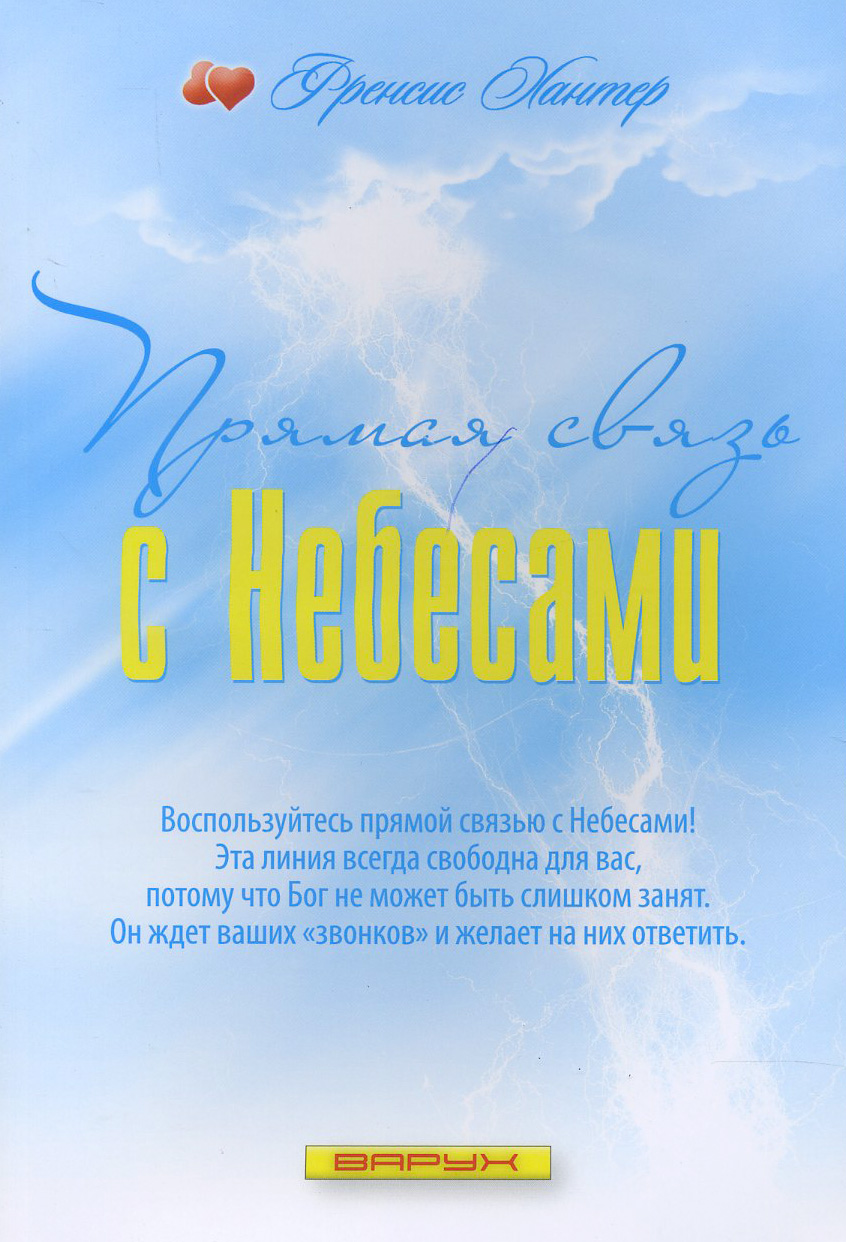 Френсис Хантер
Прямая связь
с Небесами
Воспользуйтесь прямой связью с Небесами!
Эта линия всегда свободна для вас,
потому что Бог не может быть слишком занят.
Он ждет ваших «звонков» и желает на них ответить.
ВАРУХ